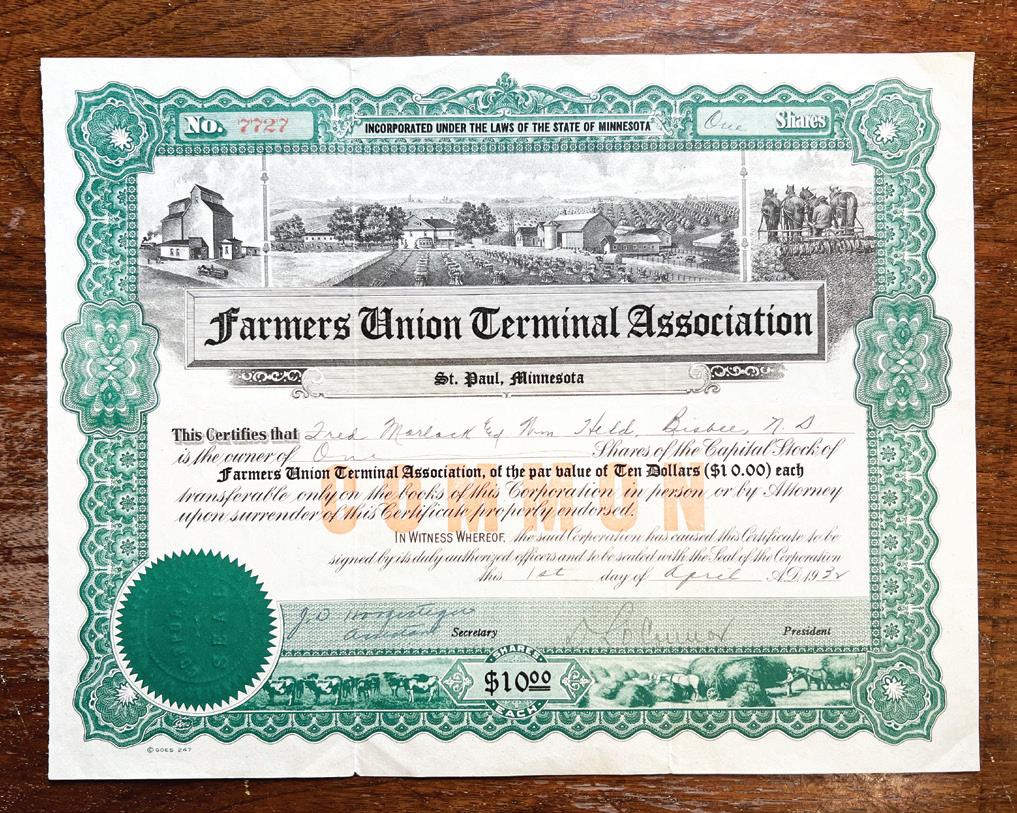 No. 7727
INCORPORATED UNDER THE LAWS OF THE STATE OF MINNESOTA
One Shares
Farmers Union Terminal Association
St. Paul, Minnesota
This Certifies that Fred Marlack Ex Wm Held, Bisbee, N. D
is the owner of One Shares of the Capital Stock of
Farmers Union Terminal Association, of the par value of Ten Dollars ($10.00) each
transferable only on the books of this Corporation in person or by Attorney
upon surrender of this Certificate properly endorsed.
COMMON
IN WITNESS WHEREOF, the said Corporation has caused this Certificate to be
signed by its duly authorized officers and to be sealed with the Seal of the Corporation
this 1st day of April A.D. 1932
SEAL
J.D. Assistant Secretary
O'Connor President
SHARES
$10.00
EACH
© GOES 247